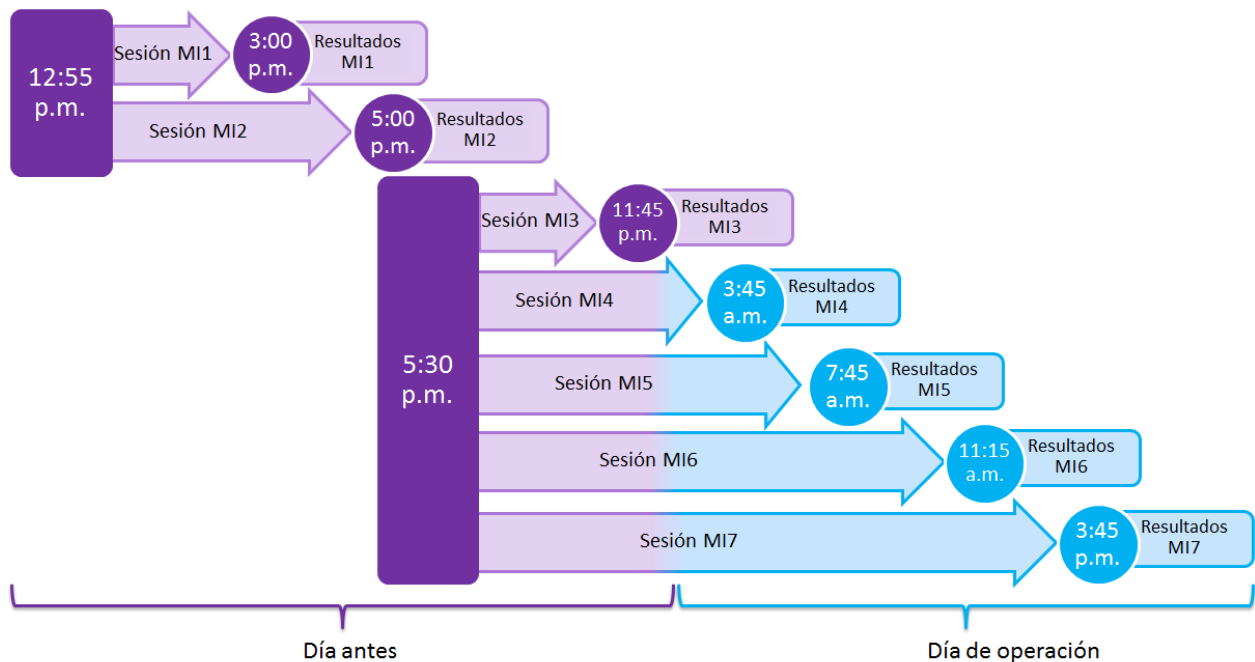 12:55
p.m.
Sesión MI1
3:00
p.m.
Resultados
MI1
Sesión MI2
5:00
p.m.
Resultados
MI2
5:30
p.m.
Sesión MI3
11:45
p.m.
Resultados
MI3
Sesión MI4
3:45
a.m.
Resultados
MI4
Sesión MI5
7:45
a.m.
Resultados
MI5
Sesión MI6
11:15
a.m.
Resultados
MI6
Sesión MI7
3:45
p.m.
Resultados
MI7
Día antes
Día de operación